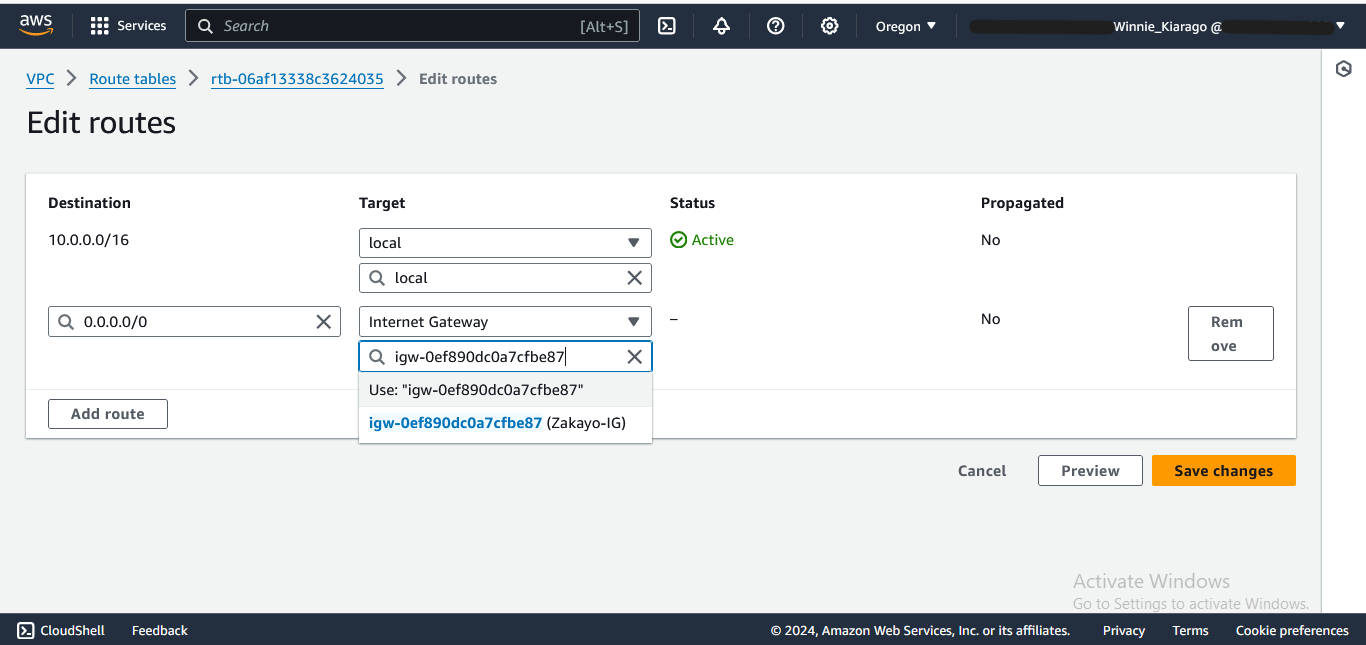 aws Services Search [Alt+S] Oregon Winnie_Kiarago @
VPC Route tables rtb-06af13338c3624035 Edit routes
Edit routes
Destination Target Status Propagated
10.0.0.0/16 local Active No
local
0.0.0.0/0 Internet Gateway – No Rem
ove
igw-0ef890dc0a7cfbe87
Use: "igw-0ef890dc0a7cfbe87"
Add route
igw-0ef890dc0a7cfbe87 (Zakayo-IG)
Cancel Preview Save changes
Activate Windows
Go to Settings to activate Windows.
CloudShell Feedback © 2024, Amazon Web Services, Inc. or its affiliates. Privacy Terms Cookie preferences